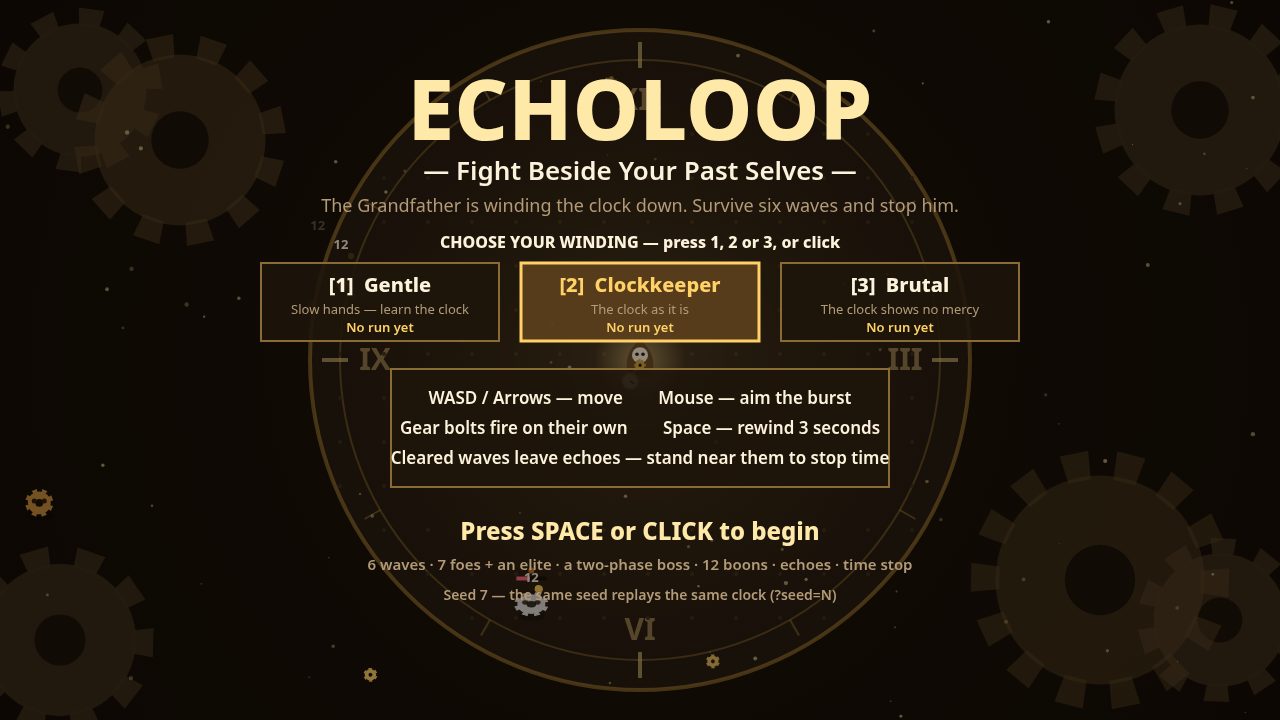 XII
ECHOLOOP
— Fight Beside Your Past Selves —
The Grandfather is winding the clock down. Survive six waves and stop him.
12
12
CHOOSE YOUR WINDING — press 1, 2 or 3, or click
[1] Gentle
Slow hands — learn the clock
No run yet
[2] Clockkeeper
The clock as it is
No run yet
[3] Brutal
The clock shows no mercy
No run yet
IX
III
WASD / Arrows — move Mouse — aim the burst
Gear bolts fire on their own Space — rewind 3 seconds
Cleared waves leave echoes — stand near them to stop time
Press SPACE or CLICK to begin
6 waves · 7 foes + an elite · a two-phase boss · 12 boons · echoes · time stop
12
Seed 7 — the same seed replays the same clock (?seed=N)
VI